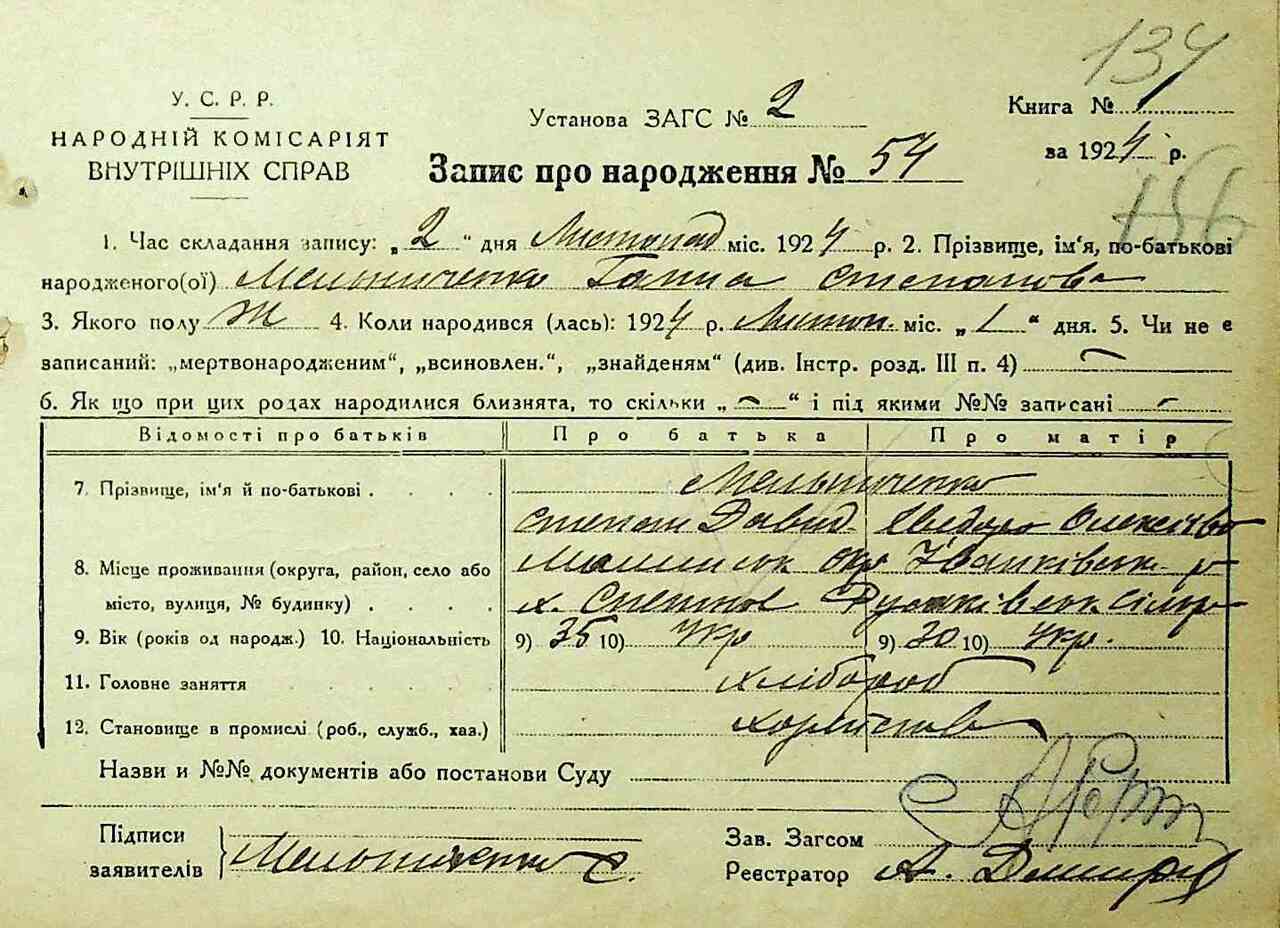 134
У. С. Р. Р.
НАРОДНІЙ КОМІСАРІЯТ
ВНУТРІШНІХ СПРАВ
Установа ЗАГС № 2
Книга №
за 1924 р.
Запис про народження № 54
156
1. Час складання запису: „2“ дня Листопад міс. 1924 р. 2. Прізвище, ім'я, по-батькові
народженого(ої) Мельниченко Ганна Степанова
3. Якого полу Ж 4. Коли народився (лась): 1924 р. Листоп. міс. „1“ дня. 5. Чи не є
записаний: „мертвонародженим“, „всиновлен.“, „знайденям“ (див. Інстр. розд. III п. 4)
6. Як що при цих родах народилися близнята, то скільки „ “ і під якими №№ записані
Відомості про батьків Про батька Про матір
7. Прізвище, ім'я й по-батькові . . . . Мельниченко
Степан Давид Олексієво
8. Місце проживання (округа, район, село або
місто, вулиця, № будинку) . . . . х.
9. Вік (років од народж.) 10. Національність 9) 35 10) Укр 9) 30 10) Укр.
11. Головне заняття . . . . . хлібороб
12. Становище в промислі (роб., служб., хаз.)
Назви и №№ документів або постанови Суду
Підписи
заявителів Мельниченко С.
Зав. Загсом
Реєстратор А.